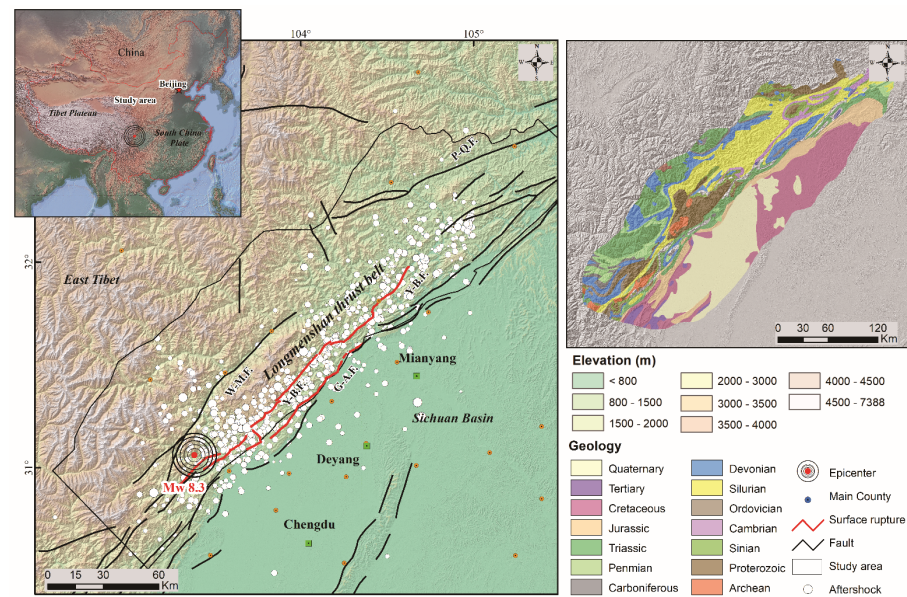 China
Beijing
Study area
Tibet Plateau
South China
Plate
104°
105°
N
W
E
S
P-Q.F.
32°
East Tibet
Longmenshan thrust belt
Y-B.F.
W-M.F.
Mianyang
Y-B.F.
G-A.F.
Sichuan Basin
31°
Deyang
Mw 8.3
Chengdu
0 15 30 60
Km
N
W
E
S
0 30 60 120
Km
Elevation (m)
< 800
2000 - 3000
4000 - 4500
800 - 1500
3000 - 3500
4500 - 7388
1500 - 2000
3500 - 4000
Geology
Quaternary
Devonian
Epicenter
Tertiary
Silurian
Main County
Cretaceous
Ordovician
Surface rupture
Jurassic
Cambrian
Fault
Triassic
Sinian
Study area
Penmian
Proterozoic
Aftershock
Carboniferous
Archean